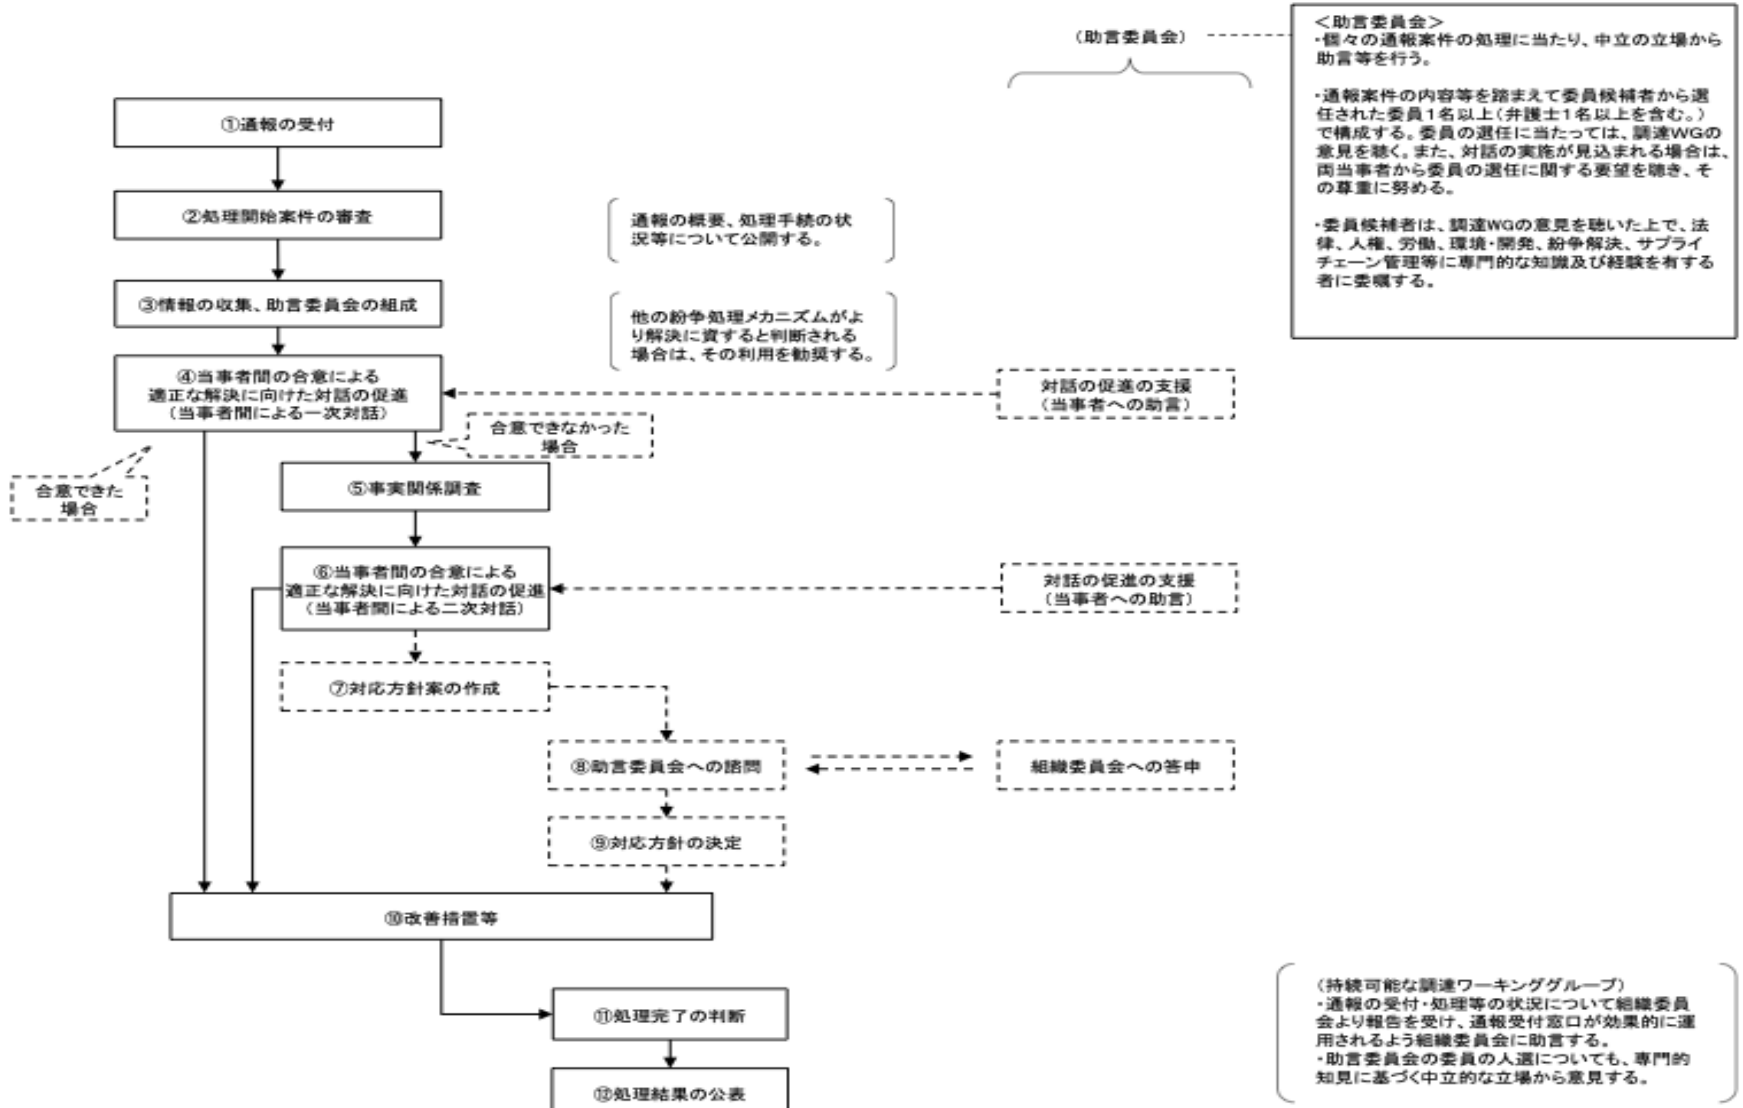 (助言委員会)
<助言委員会>
・個々の通報案件の処理に当たり、中立の立場から
助言等を行う。
・通報案件の内容等を踏まえて委員候補者から選
任された委員1名以上(弁護士1名以上を含む。)
で構成する。委員の選任に当たっては、調達WGの
意見を聴く。また、対話の実施が見込まれる場合は、
両当事者から委員の選任に関する要望を聴き、そ
の尊重に努める。
・委員候補者は、調達WGの意見を聴いた上で、法
律、人権、労働、環境・開発、紛争解決、サプライ
チェーン管理等に専門的な知識及び経験を有する
者に委嘱する。
①通報の受付
②処理開始案件の審査
通報の概要、処理手続の状
況等について公開する。
③情報の収集、助言委員会の組成
他の紛争処理メカニズムがよ
り解決に資すると判断される
場合は、その利用を勧奨する。
④当事者間の合意による
適正な解決に向けた対話の促進
(当事者間による一次対話)
対話の促進の支援
(当事者への助言)
合意できなかった
場合
合意できた
場合
⑤事実関係調査
⑥当事者間の合意による
適正な解決に向けた対話の促進
(当事者間による二次対話)
対話の促進の支援
(当事者への助言)
⑦対応方針案の作成
⑧助言委員会への諮問
組織委員会への答申
⑨対応方針の決定
⑩改善措置等
⑪処理完了の判断
⑫処理結果の公表
(持続可能な調達ワーキンググループ)
・通報の受付・処理等の状況について組織委員
会より報告を受け、通報受付窓口が効果的に運
用されるよう組織委員会に助言する。
・助言委員会の委員の人選についても、専門的
知見に基づく中立的な立場から意見する。